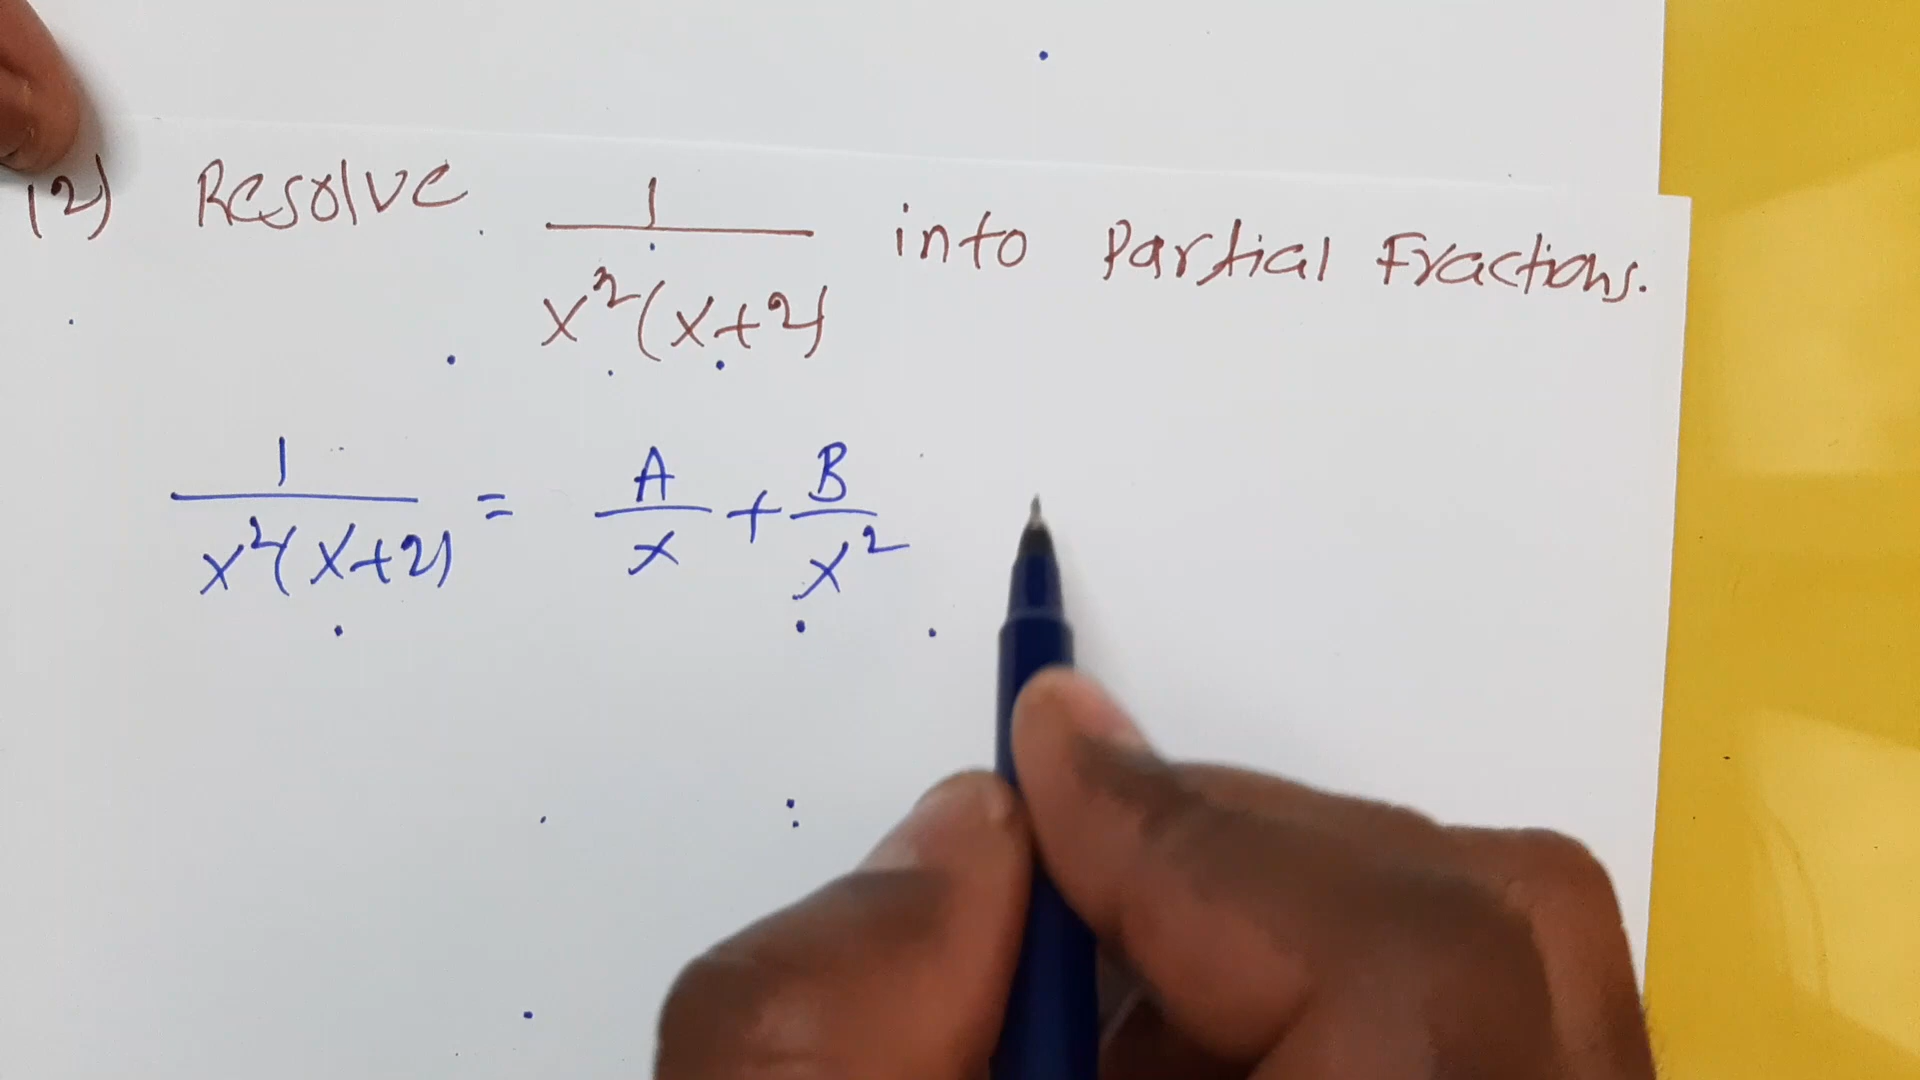 12) Resolve 1/x²(x+2) into Partial Fractions.
1/x²(x+2) = A/x + B/x²